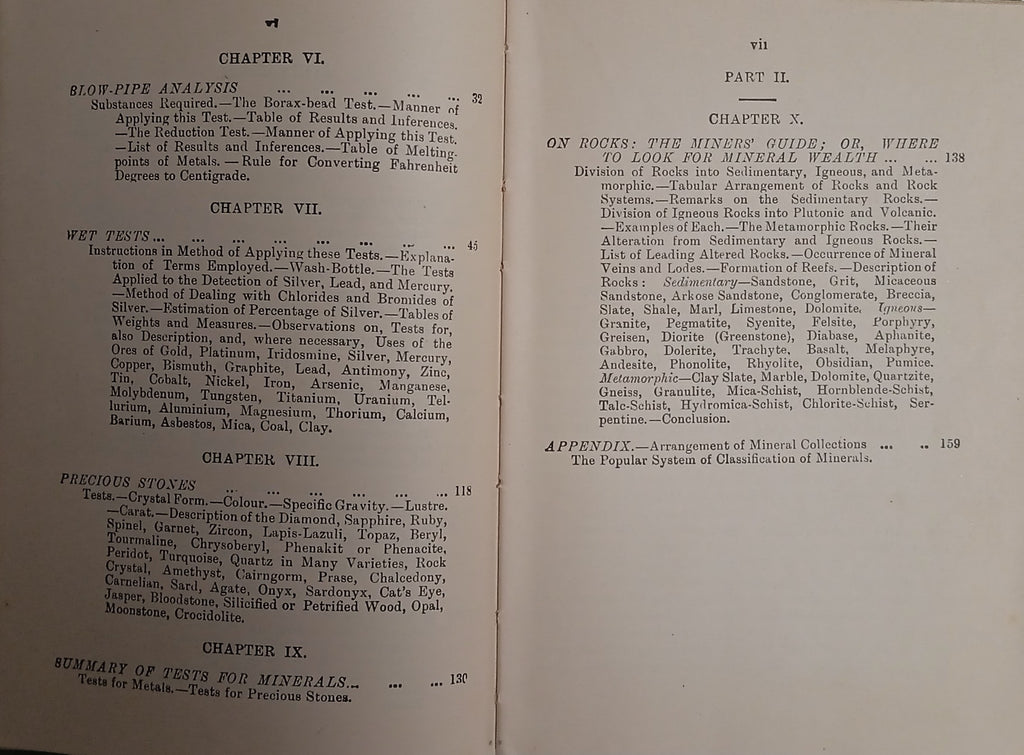 vi
CHAPTER VI.
BLOW-PIPE ANALYSIS ... ... ... ... ... 32
Substances Required.—The Borax-bead Test.—Manner of
Applying this Test.—Table of Results and Inferences.
—The Reduction Test.—Manner of Applying this Test.
—List of Results and Inferences.—Table of Melting-
points of Metals.—Rule for Converting Fahrenheit
Degrees to Centigrade.
CHAPTER VII.
WET TESTS... ... ... ... ... ... ... ... 45
Instructions in Method of Applying these Tests.—Explana-
tion of Terms Employed.—Wash-Bottle.—The Tests
Applied to the Detection of Silver, Lead, and Mercury.
—Method of Dealing with Chlorides and Bromides of
Silver.—Estimation of Percentage of Silver.—Tables of
Weights and Measures.—Observations on, Tests for,
also Description, and, where necessary, Uses of the
Ores of Gold, Platinum, Iridosmine, Silver, Mercury,
Copper, Bismuth, Graphite, Lead, Antimony, Zinc,
Tin, Cobalt, Nickel, Iron, Arsenic, Manganese,
Molybdenum, Tungsten, Titanium, Uranium, Tel-
lurium, Aluminium, Magnesium, Thorium, Calcium,
Barium, Asbestos, Mica, Coal, Clay.
CHAPTER VIII.
PRECIOUS STONES ... ... ... ... ... ... 118
Tests.—Crystal Form.—Colour.—Specific Gravity.—Lustre.
—Carat.—Description of the Diamond, Sapphire, Ruby,
Spinel, Garnet, Zircon, Lapis-Lazuli, Topaz, Beryl,
Tourmaline, Chrysoberyl, Phenakit or Phenacite,
Peridot, Turquoise, Quartz in Many Varieties, Rock
Crystal, Amethyst, Cairngorm, Prase, Chalcedony,
Carnelian, Sard, Agate, Onyx, Sardonyx, Cat's Eye,
Jasper, Bloodstone, Silicified or Petrified Wood, Opal,
Moonstone, Crocidolite.
CHAPTER IX.
SUMMARY OF TESTS FOR MINERALS... ... ... 130
Tests for Metals.—Tests for Precious Stones.
vii
PART II.
CHAPTER X.
ON ROCKS: THE MINERS' GUIDE; OR, WHERE
TO LOOK FOR MINERAL WEALTH ... ... 138
Division of Rocks into Sedimentary, Igneous, and Meta-
morphic.—Tabular Arrangement of Rocks and Rock
Systems.—Remarks on the Sedimentary Rocks.—
Division of Igneous Rocks into Plutonic and Volcanic.
—Examples of Each.—The Metamorphic Rocks.—Their
Alteration from Sedimentary and Igneous Rocks.—
List of Leading Altered Rocks.—Occurrence of Mineral
Veins and Lodes.—Formation of Reefs.—Description of
Rocks: Sedimentary—Sandstone, Grit, Micaceous
Sandstone, Arkose Sandstone, Conglomerate, Breccia,
Slate, Shale, Marl, Limestone, Dolomite. Igneous—
Granite, Pegmatite, Syenite, Felsite, Porphyry,
Greisen, Diorite (Greenstone), Diabase, Aphanite,
Gabbro, Dolerite, Trachyte, Basalt, Melaphyre,
Andesite, Phonolite, Rhyolite, Obsidian, Pumice.
Metamorphic—Clay Slate, Marble, Dolomite, Quartzite,
Gneiss, Granulite, Mica-Schist, Hornblende-Schist,
Talc-Schist, Hydromica-Schist, Chlorite-Schist, Ser-
pentine.—Conclusion.
APPENDIX.—Arrangement of Mineral Collections ... .. 159
The Popular System of Classification of Minerals.